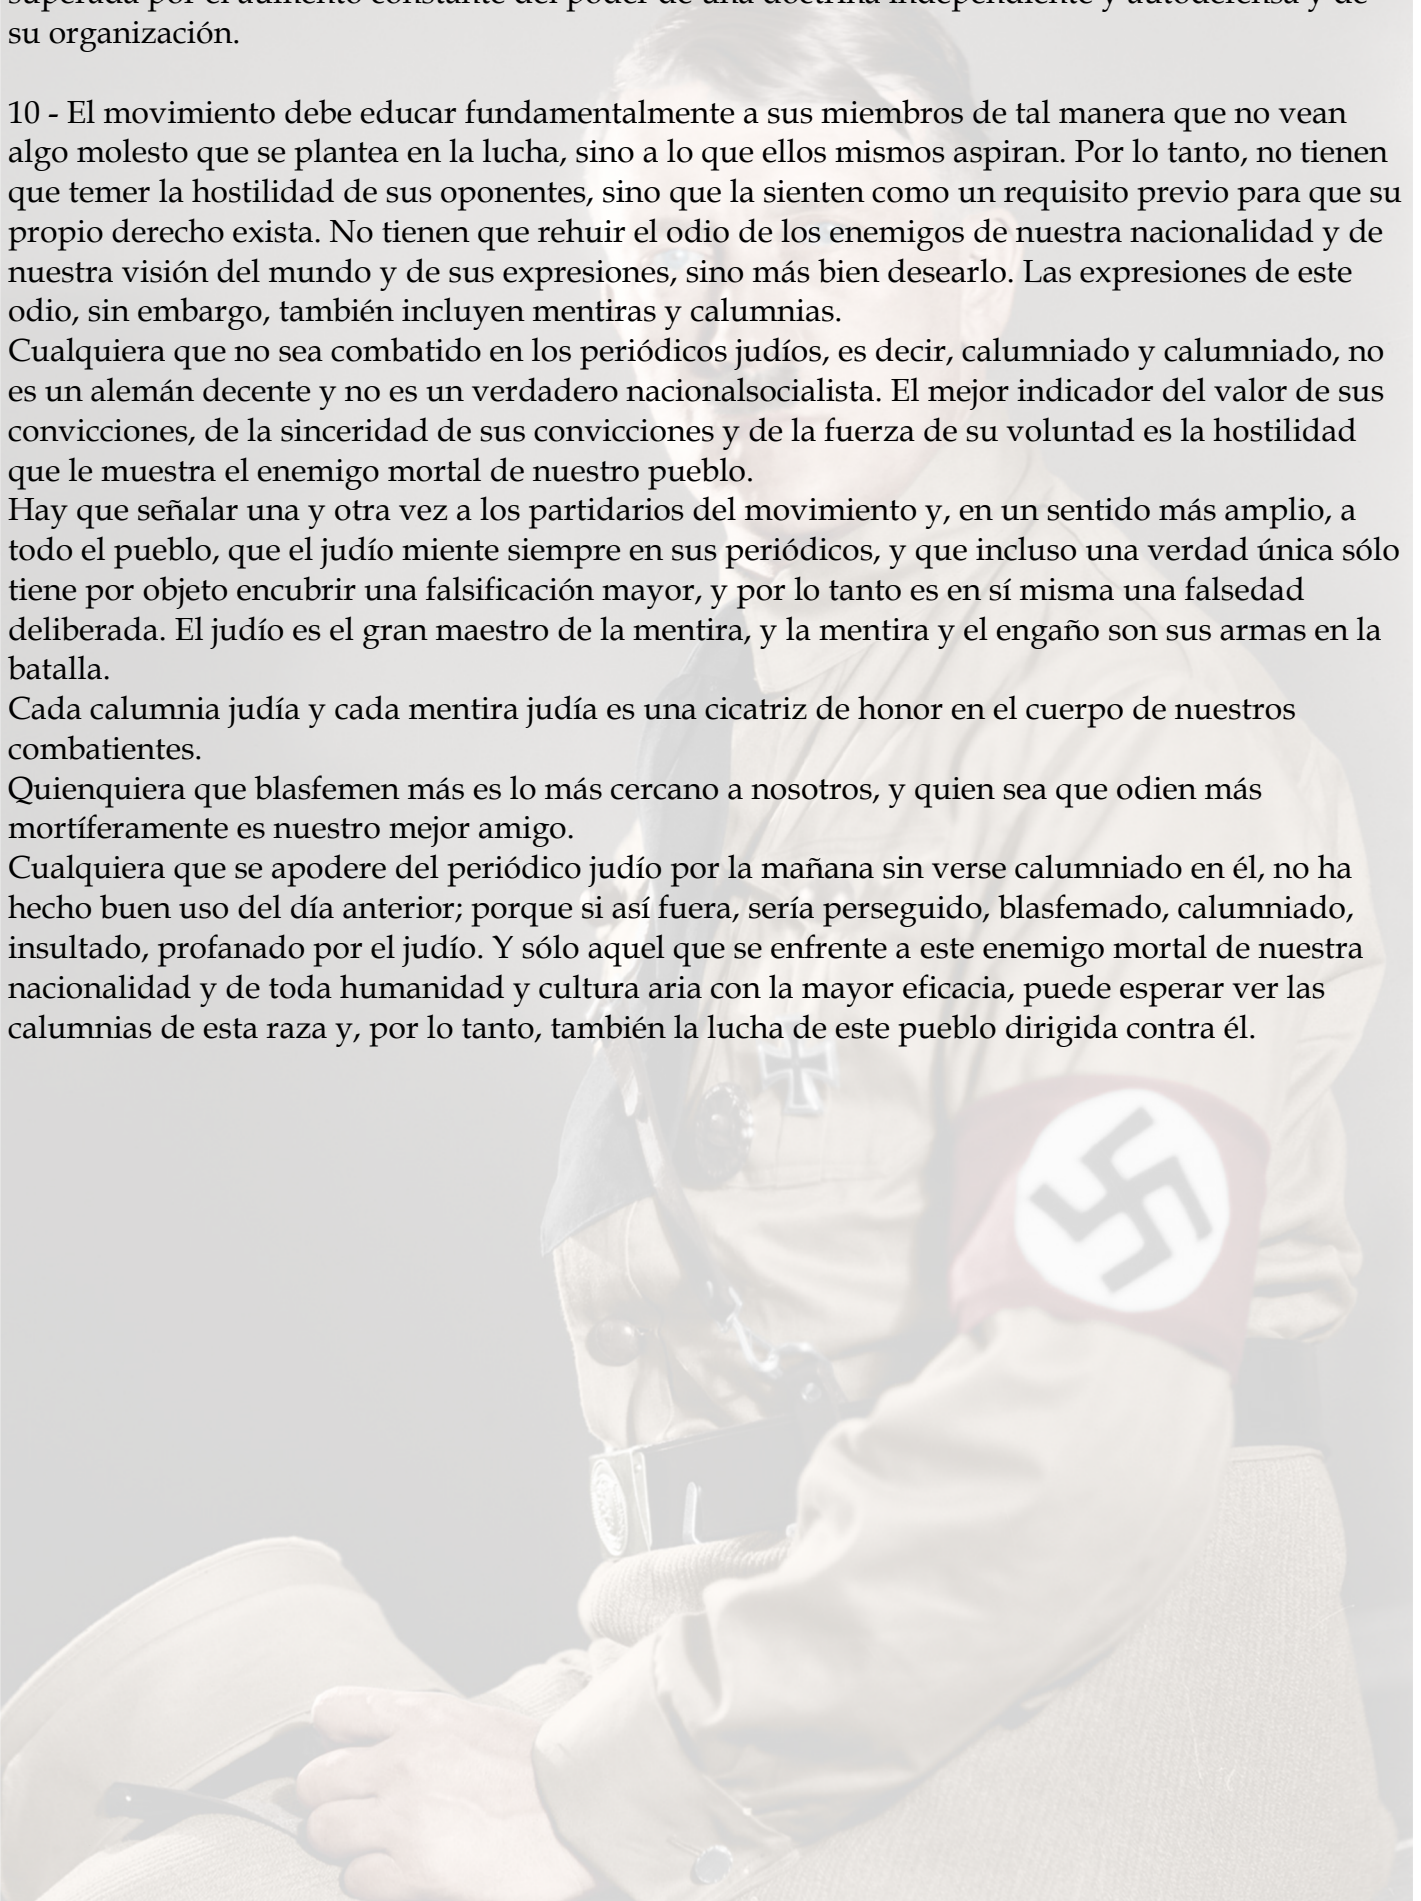 superada por el aumento constante del poder de una doctrina independiente y autodefensa y de
su organización.
10 - El movimiento debe educar fundamentalmente a sus miembros de tal manera que no vean
algo molesto que se plantea en la lucha, sino a lo que ellos mismos aspiran. Por lo tanto, no tienen
que temer la hostilidad de sus oponentes, sino que la sienten como un requisito previo para que su
propio derecho exista. No tienen que rehuir el odio de los enemigos de nuestra nacionalidad y de
nuestra visión del mundo y de sus expresiones, sino más bien desearlo. Las expresiones de este
odio, sin embargo, también incluyen mentiras y calumnias.
Cualquiera que no sea combatido en los periódicos judíos, es decir, calumniado y calumniado, no
es un alemán decente y no es un verdadero nacionalsocialista. El mejor indicador del valor de sus
convicciones, de la sinceridad de sus convicciones y de la fuerza de su voluntad es la hostilidad
que le muestra el enemigo mortal de nuestro pueblo.
Hay que señalar una y otra vez a los partidarios del movimiento y, en un sentido más amplio, a
todo el pueblo, que el judío miente siempre en sus periódicos, y que incluso una verdad única sólo
tiene por objeto encubrir una falsificación mayor, y por lo tanto es en sí misma una falsedad
deliberada. El judío es el gran maestro de la mentira, y la mentira y el engaño son sus armas en la
batalla.
Cada calumnia judía y cada mentira judía es una cicatriz de honor en el cuerpo de nuestros
combatientes.
Quienquiera que blasfemen más es lo más cercano a nosotros, y quien sea que odien más
mortíferamente es nuestro mejor amigo.
Cualquiera que se apodere del periódico judío por la mañana sin verse calumniado en él, no ha
hecho buen uso del día anterior; porque si así fuera, sería perseguido, blasfemado, calumniado,
insultado, profanado por el judío. Y sólo aquel que se enfrente a este enemigo mortal de nuestra
nacionalidad y de toda humanidad y cultura aria con la mayor eficacia, puede esperar ver las
calumnias de esta raza y, por lo tanto, también la lucha de este pueblo dirigida contra él.